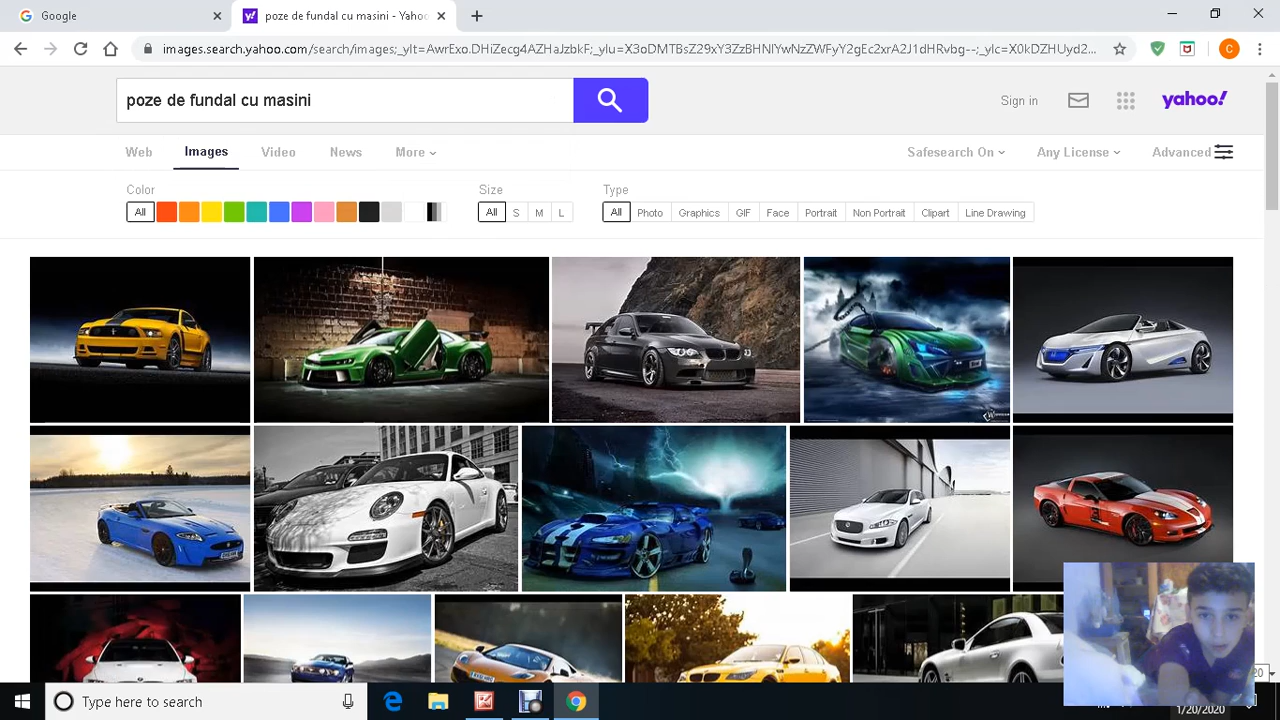 Google
poze de fundal cu masini - Yahoo
images.search.yahoo.com/search/images;_ylt=AwrExo.DHiZecg4AZHaJzbkF;_ylu=X3oDMTBsZ29xY3ZzBHNlYwNzZWFyY2gEc2xrA2J1dHRvbg--;_ylc=X0kDZHUyd2...
C
poze de fundal cu masini
Sign in
yahoo!
Web Images Video News More
Safesearch On Any License Advanced
Color Size Type
All All S M L All Photo Graphics GIF Face Portrait Non Portrait Clipart Line Drawing
Type here to search
1/20/2020